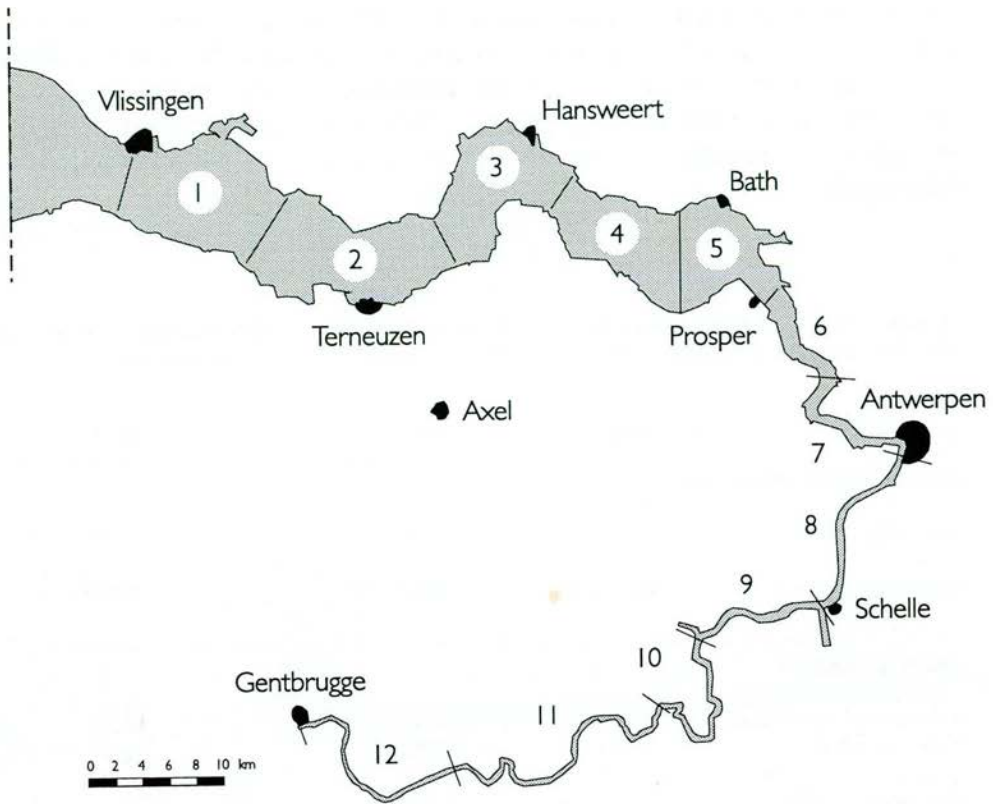 Vlissingen
Hansweert
3
Bath
1
4
5
2
Terneuzen
Prosper
6
Antwerpen
Axel
7
8
9
Schelle
10
Gentbrugge
11
12
0 2 4 6 8 10 km